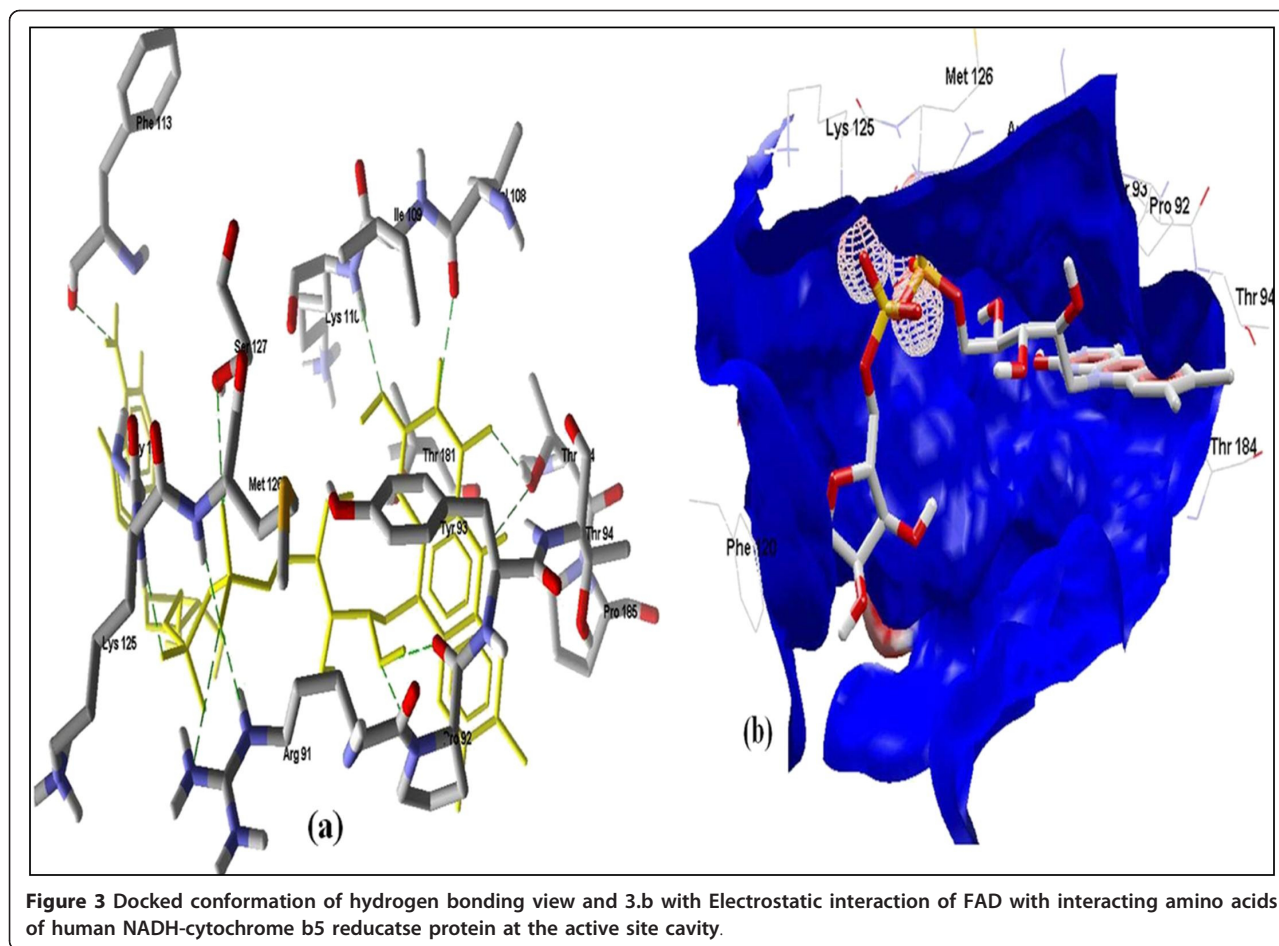 Phe 113
Ile 109
Lys 110
Ser 127
Met 126
Thr 181
Tyr 93
Thr 94
Pro 185
Lys 125
Arg 91
Pro 92
(a)
Met 126
Lys 125
Pro 92
Thr 94
Thr 184
Phe 120
(b)
Figure 3 Docked conformation of hydrogen bonding view and 3.b with Electrostatic interaction of FAD with interacting amino acids
of human NADH-cytochrome b5 reducatse protein at the active site cavity.